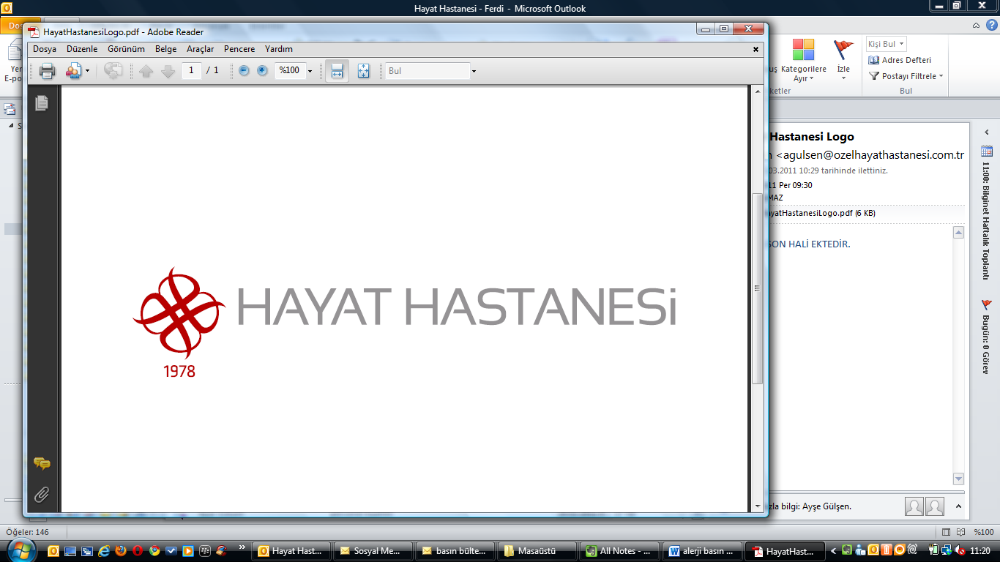 Hayat Hastanesi - Ferdi - Microsoft Outlook
HayatHastanesiLogo.pdf - Adobe Reader
Dosya Düzenle Görünüm Belge Araçlar Pencere Yardım
1 / 1 %100 Bul
Kişi Bul
Adres Defteri
Kategorilere
Ayır
İzle
Postayı Filtrele
Bul
Hastanesi Logo
<agulsen@ozelhayathastanesi.com.tr
03.2011 10:29 tarihinde ilettiniz.
11 Per 09:30
ayatHastanesiLogo.pdf (6 KB)
SON HALİ EKTEDİR.
11:00: Bilginet Haftalık Toplantı
Bugün: 0 Görev
HAYAT HASTANESi
1978
zla bilgi: Ayşe Gülşen.
Öğeler: 146
%100
Hayat Hast...
Sosyal Me...
basın bülte...
Masaüstü
All Notes - ...
alerji basın ...
HayatHast...
11:20